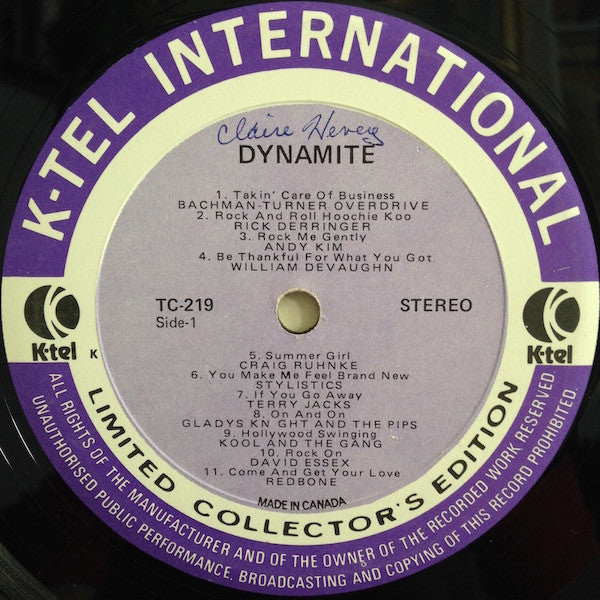 K-TEL INTERNATIONAL
Claire
DYNAMITE
1. Takin' Care Of Business
BACHMAN-TURNER OVERDRIVE
2. Rock And Roll Hoochie Koo
RICK DERRINGER
3. Rock Me Gently
ANDY KIM
4. Be Thankful For What You Got
WILLIAM DEVAUGHN
TC-219
Side-1
STEREO
K-tel
K
K-tel
5. Summer Girl
CRAIG RUHNKE
6. You Make Me Feel Brand New
STYLISTICS
7. If You Go Away
TERRY JACKS
8. On And On
GLADYS KN GHT AND THE PIPS
9. Hollywood Swinging
KOOL AND THE GANG
10. Rock On
DAVID ESSEX
11. Come and Get Your Love
REDBONE
MADE IN CANADA
LIMITED COLLECTOR'S EDITION
ALL RIGHTS OF THE MANUFACTURER AND OF THE OWNER OF THE RECORDED WORK RESERVED
UNAUTHORISED PUBLIC PERFORMANCE, BROADCASTING AND COPYING OF THIS RECORD PROHIBITED.